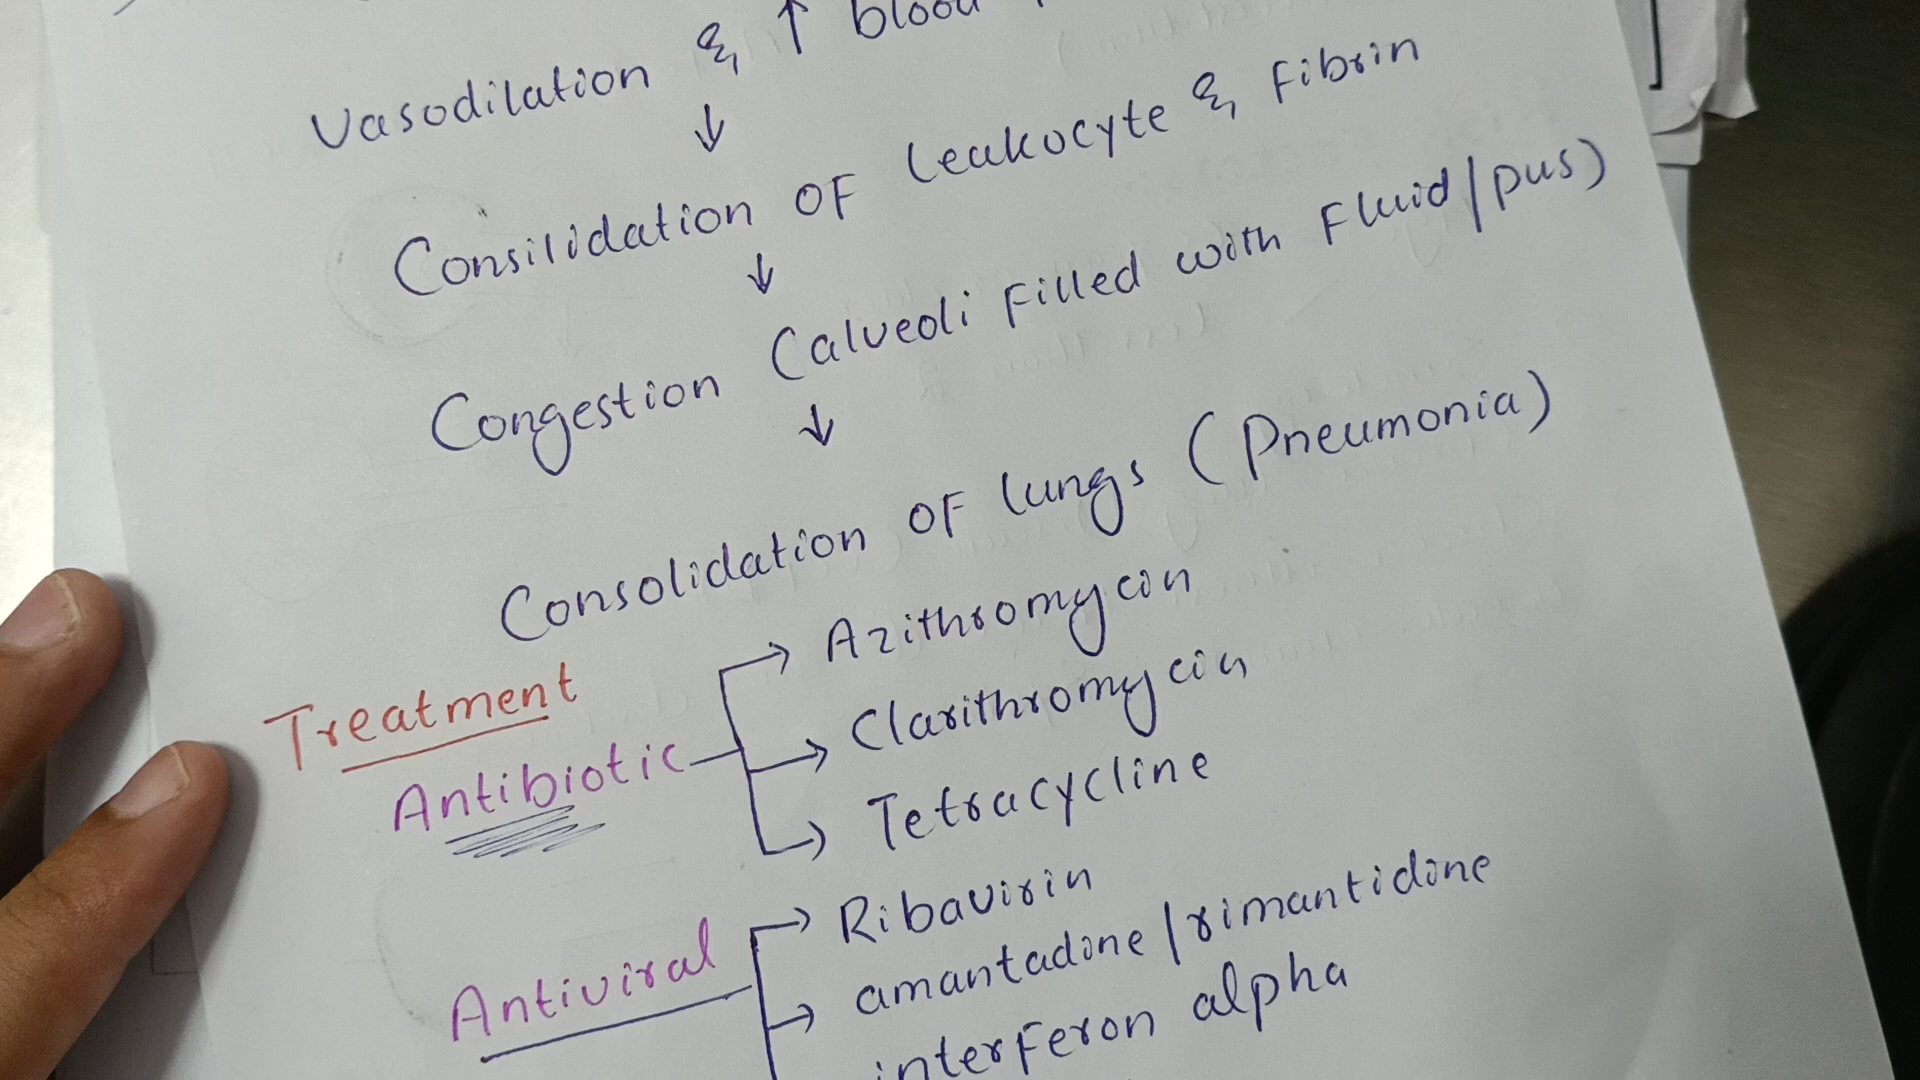 Vasodilation & ↑ blood
↓
Consilidation of leukocyte & Fibrin
↓
Congestion (alveoli Filled with Fluid/pus)
↓
Consolidation of lungs (Pneumonia)
Treatment
Antibiotic → Azithromycin
→ Clarithromycin
→ Tetracycline
Antiviral → Ribavirin
→ amantadine/rimantidine
interferon alpha